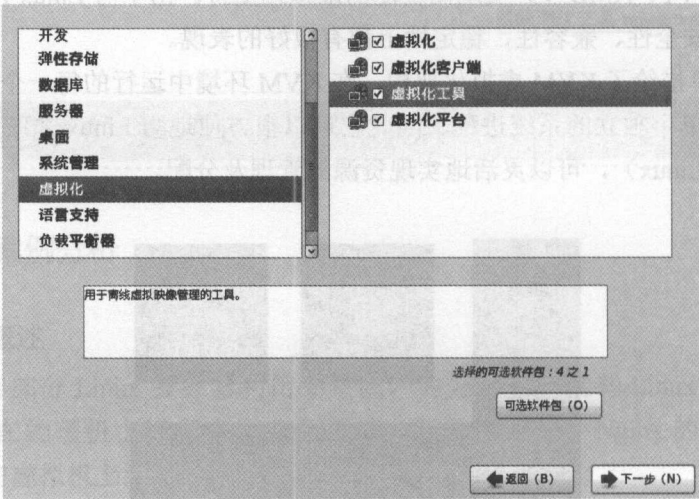 开发
弹性存储
数据库
服务器
桌面
系统管理
虚拟化
语言支持
负载平衡器
虚拟化
虚拟化客户端
虚拟化工具
虚拟化平台
用于离线虚拟映像管理的工具。
选择的可选软件包：4 之 1
可选软件包（O）
返回（B）
下一步（N）